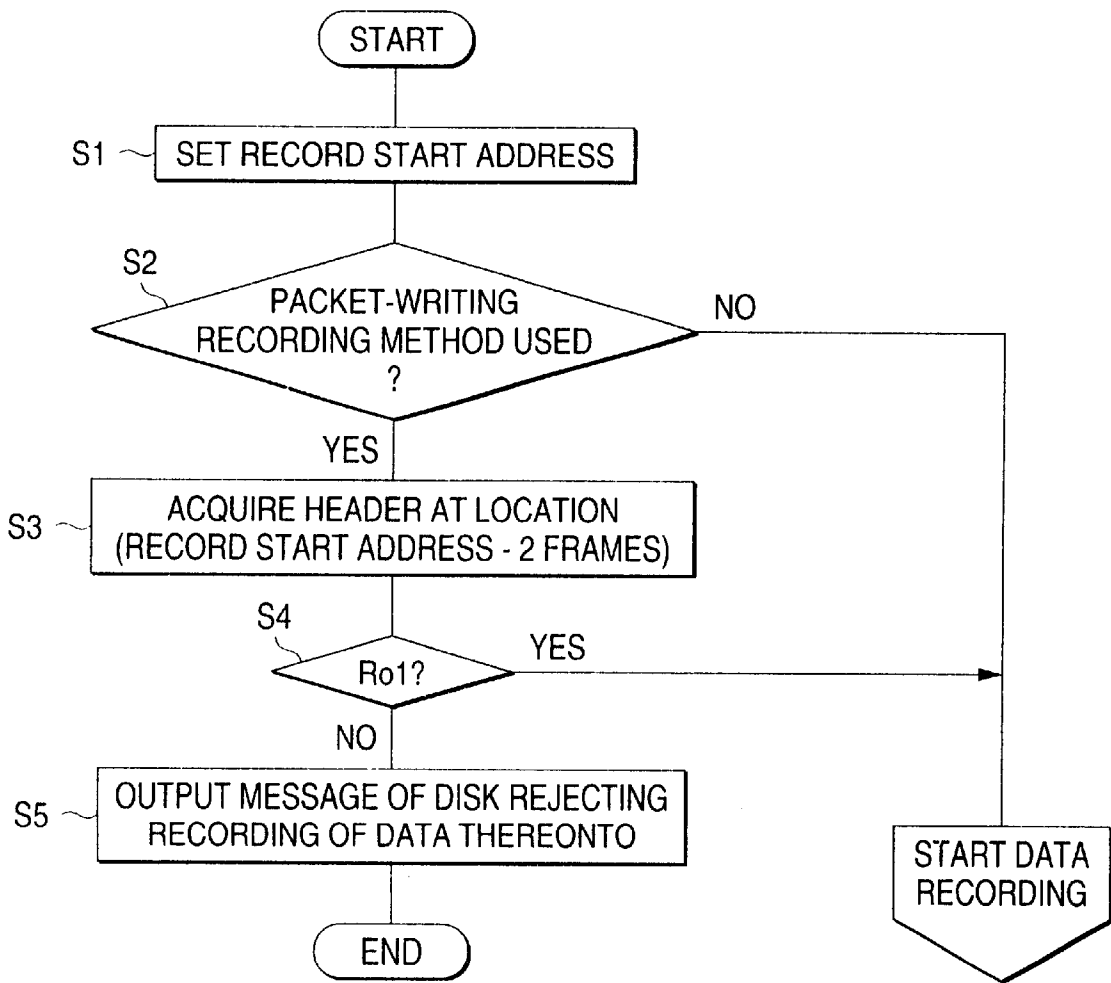 START
S1
SET RECORD START ADDRESS
S2
PACKET-WRITING
RECORDING METHOD USED
?
NO
YES
S3
ACQUIRE HEADER AT LOCATION
(RECORD START ADDRESS - 2 FRAMES)
S4
Ro1?
YES
NO
S5
OUTPUT MESSAGE OF DISK REJECTING
RECORDING OF DATA THEREONTO
START DATA
RECORDING
END